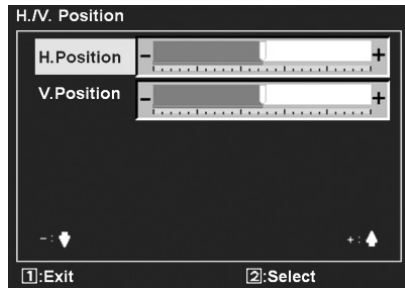 H./V. Position
H.Position - +
V.Position - +
-: +:
1:Exit 2:Select